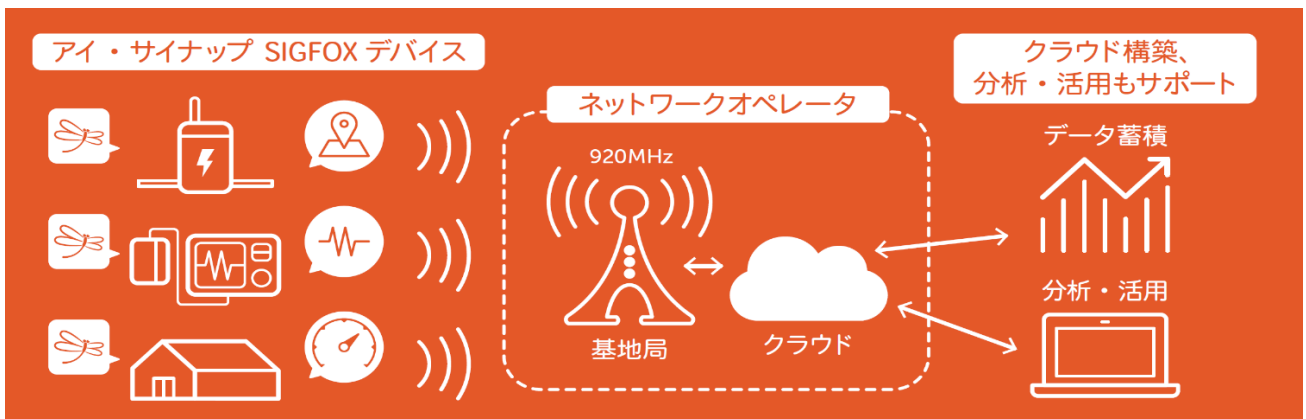 アイ・サイナップ SIGFOX デバイス
ネットワークオペレータ
920MHz
基地局
クラウド
クラウド構築、
分析・活用もサポート
データ蓄積
分析・活用